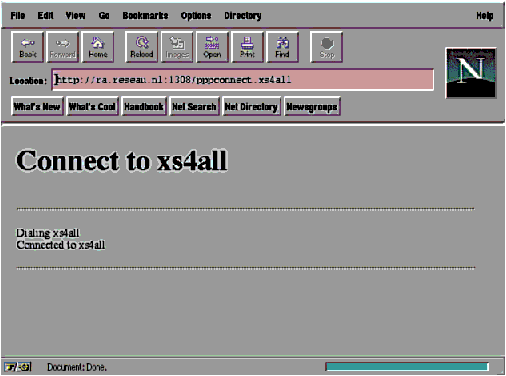 File Edit View Go Bookmarks Options Directory Help
Back Forward Home Reload Images Open Print Find Stop
Location: http://ra.reseau.nl:1308/pppconnect.xs4all
N
What's New What's Cool Handbook Net Search Net Directory Newsgroups
Connect to xs4all
Dialing xs4all
Connected to xs4all
Document: Done.